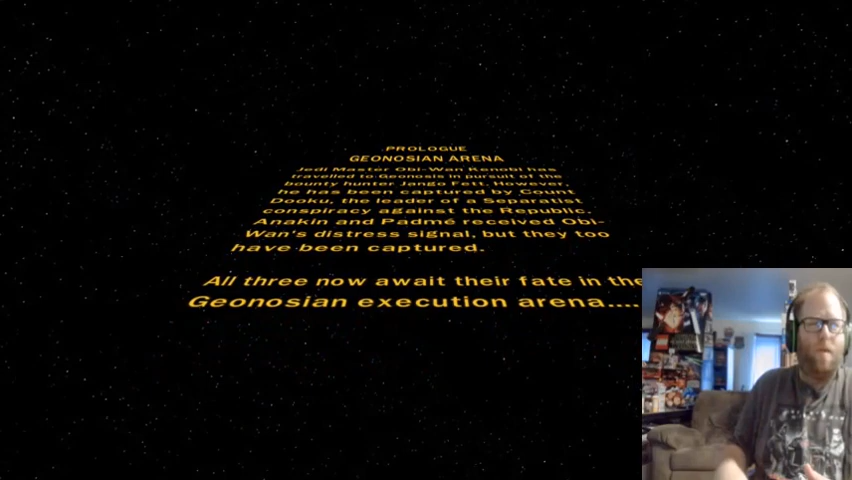 PROLOGUE
GEONOSIAN ARENA
Jedi Master Obi-Wan Kenobi has
travelled to Geonosis in pursuit of the
bounty hunter Jango Fett. However,
he has been captured by Count
Dooku, the leader of a Separatist
conspiracy against the Republic.
Anakin and Padmé received Obi-
Wan's distress signal, but they too
have been captured.
All three now await their fate in the
Geonosian execution arena....